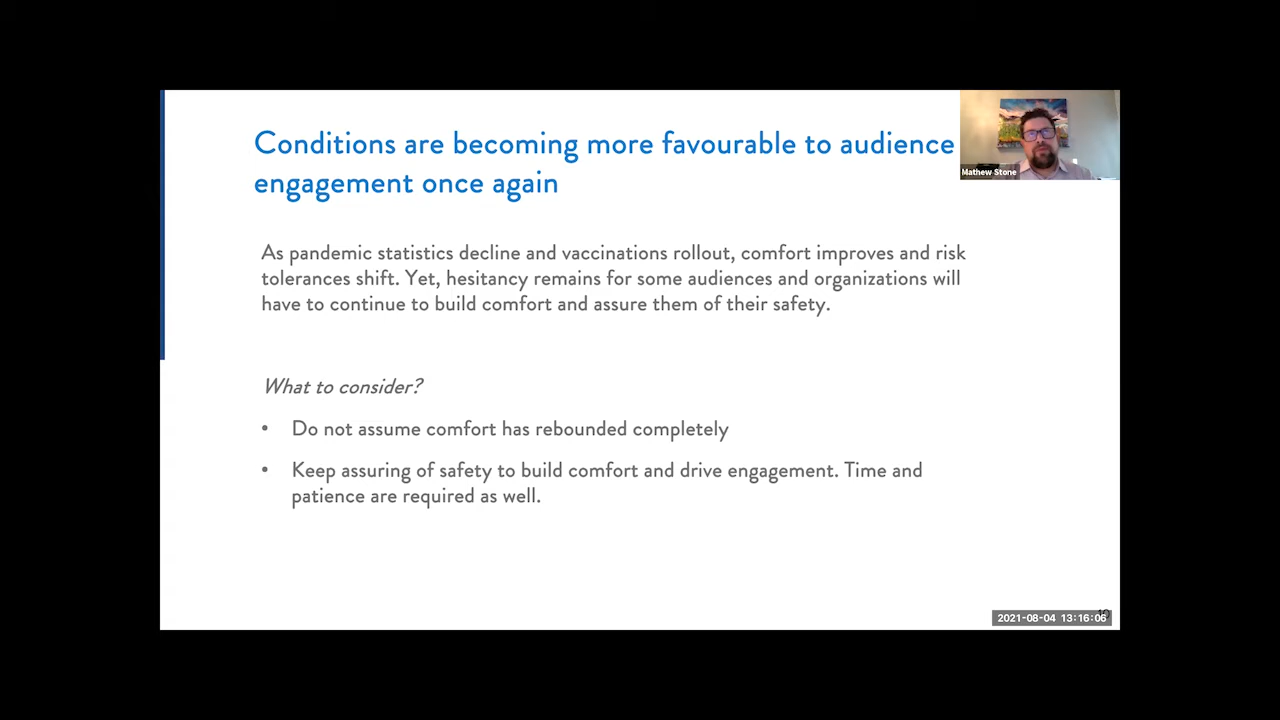 Conditions are becoming more favourable to audience
engagement once again
Mathew Stone
As pandemic statistics decline and vaccinations rollout, comfort improves and risk
tolerances shift. Yet, hesitancy remains for some audiences and organizations will
have to continue to build comfort and assure them of their safety.
What to consider?
• Do not assume comfort has rebounded completely
• Keep assuring of safety to build comfort and drive engagement. Time and
patience are required as well.
2021-08-04 13:16:06